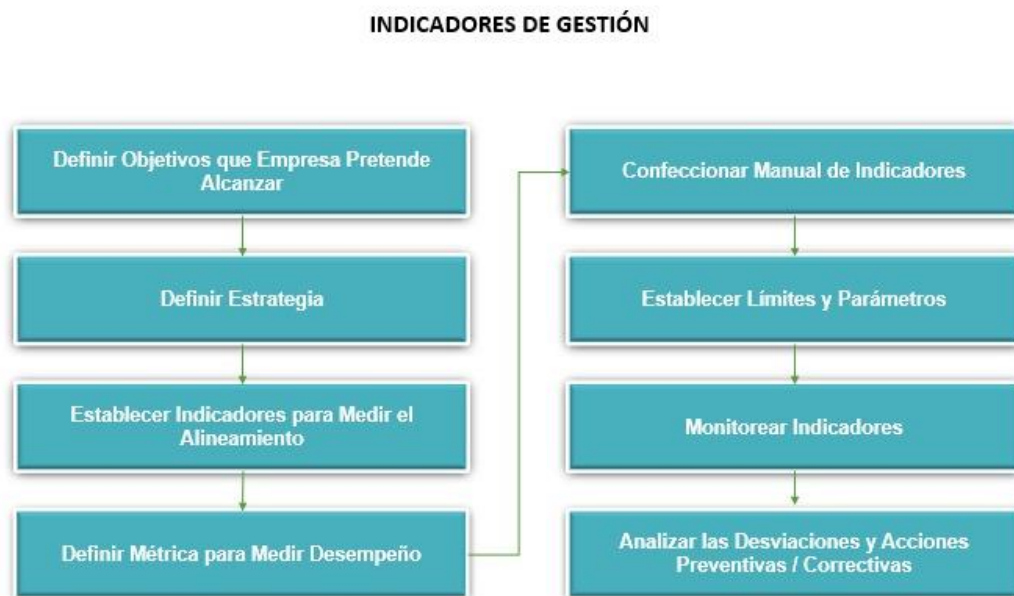 INDICADORES DE GESTIÓN
Definir Objetivos que Empresa Pretende
Alcanzar
Definir Estrategia
Establecer Indicadores para Medir el
Alineamiento
Definir Métrica para Medir Desempeño
Confeccionar Manual de Indicadores
Establecer Límites y Parámetros
Monitorear Indicadores
Analizar las Desviaciones y Acciones
Preventivas / Correctivas